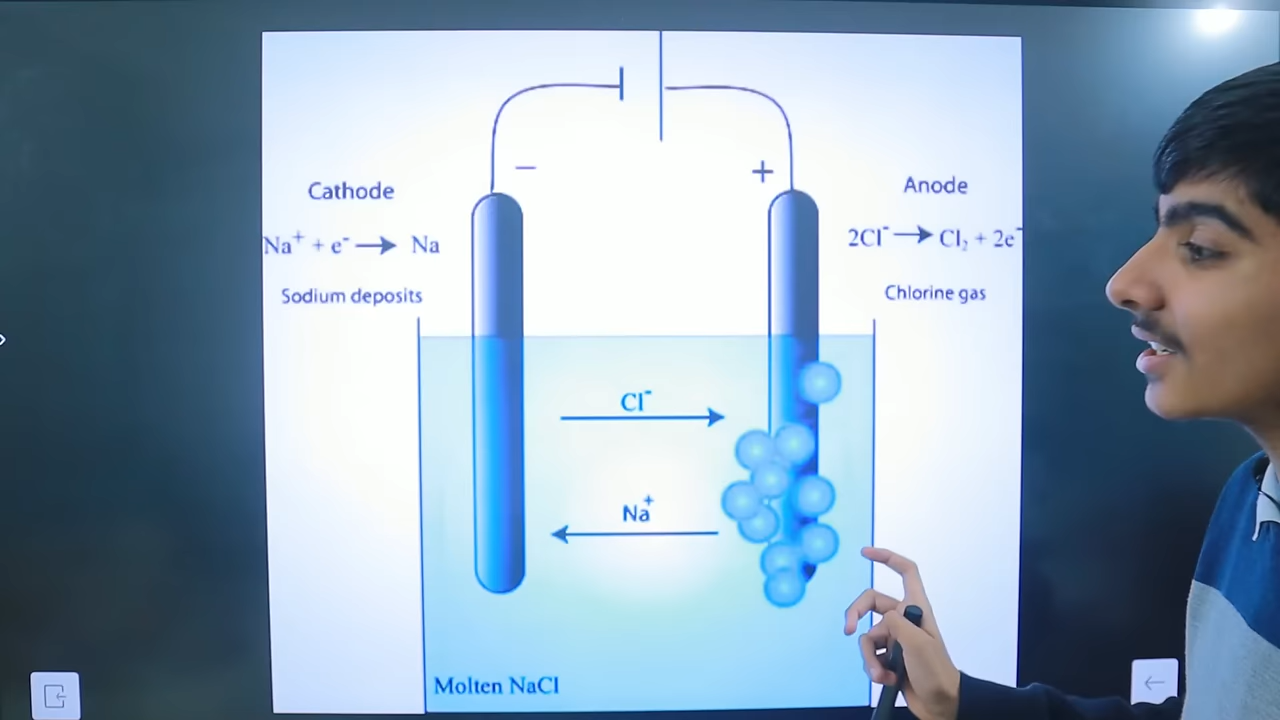 − +
Cathode
Na⁺ + e⁻ → Na
Sodium deposits
Anode
2Cl⁻ → Cl₂ + 2e⁻
Chlorine gas
Cl⁻
Na⁺
Molten NaCl